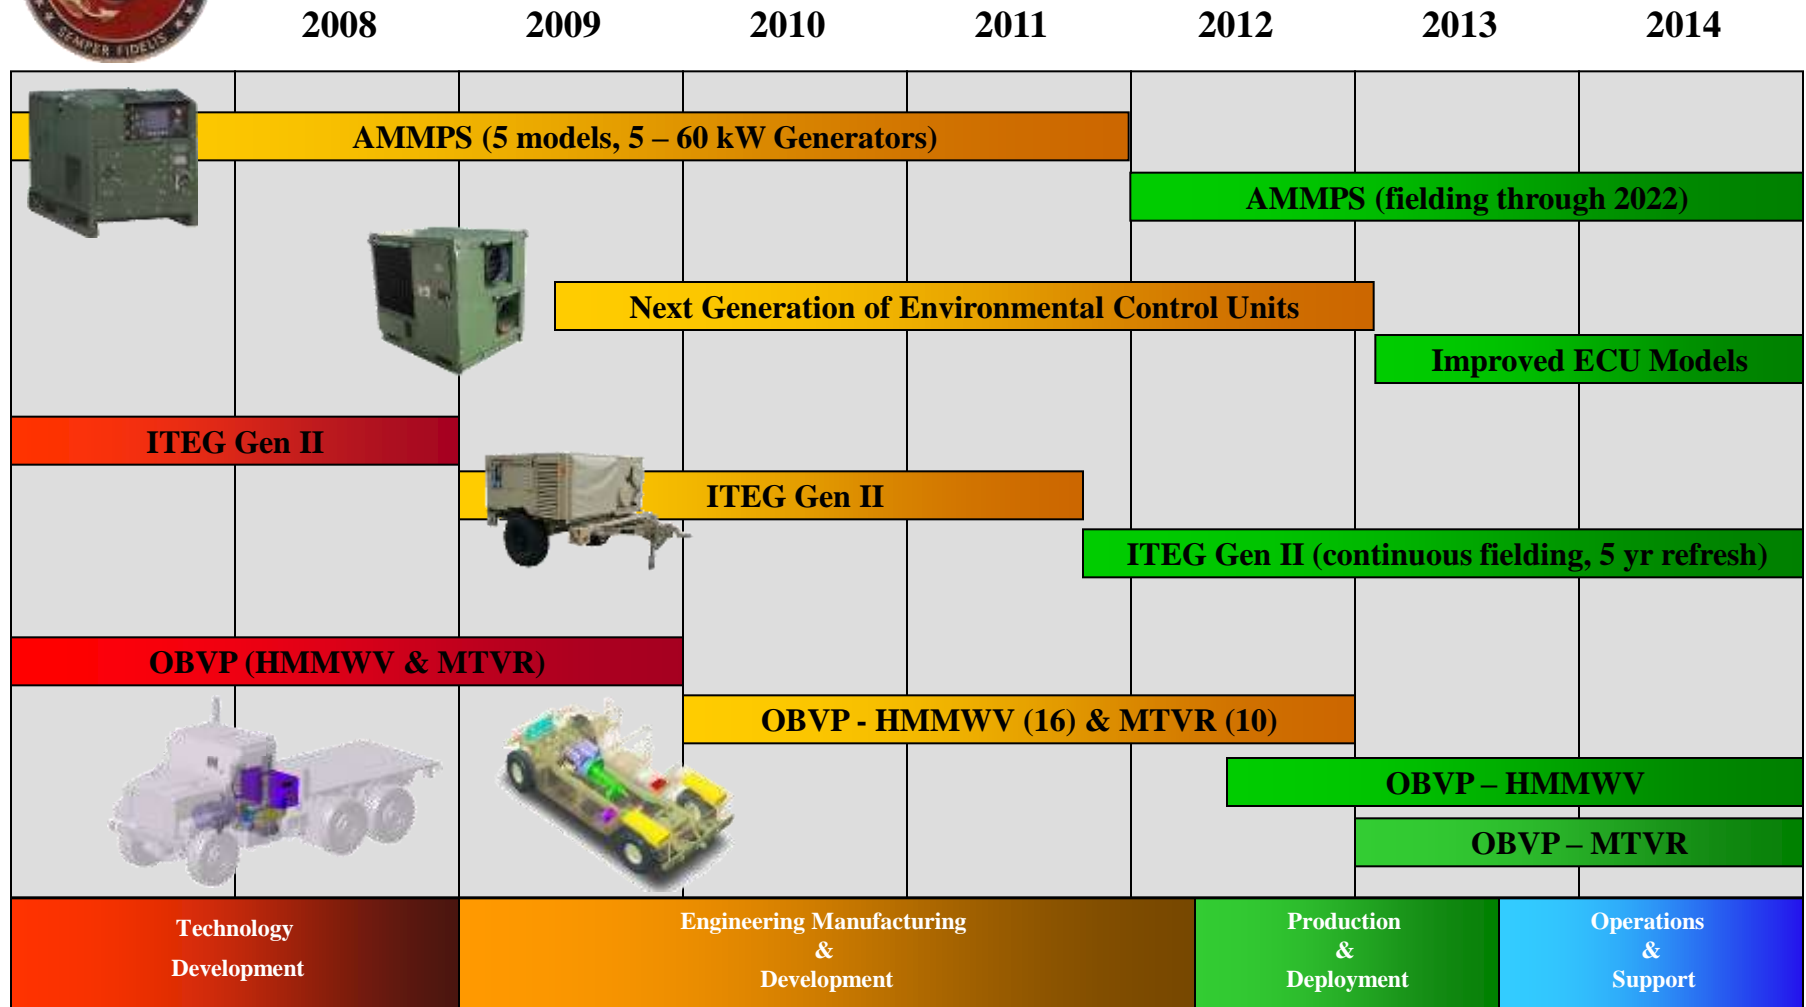 SEMPER FIDELIS
2008 2009 2010 2011 2012 2013 2014
AMMPS (5 models, 5 – 60 kW Generators)
AMMPS (fielding through 2022)
Next Generation of Environmental Control Units
Improved ECU Models
ITEG Gen II
ITEG Gen II
ITEG Gen II (continuous fielding, 5 yr refresh)
OBVP (HMMWV & MTVR)
OBVP - HMMWV (16) & MTVR (10)
OBVP – HMMWV
OBVP – MTVR
Technology
Development
Engineering Manufacturing
&
Development
Production
&
Deployment
Operations
&
Support